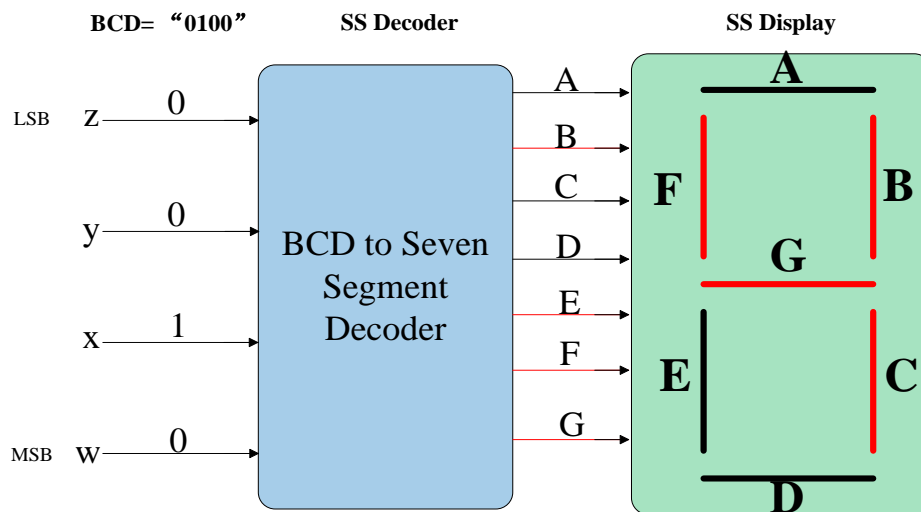 BCD= “0100”
SS Decoder
SS Display
LSB
z
0
y
0
x
1
MSB
w
0
BCD to Seven
Segment
Decoder
A
B
C
D
E
F
G
A
F
B
G
E
C
D